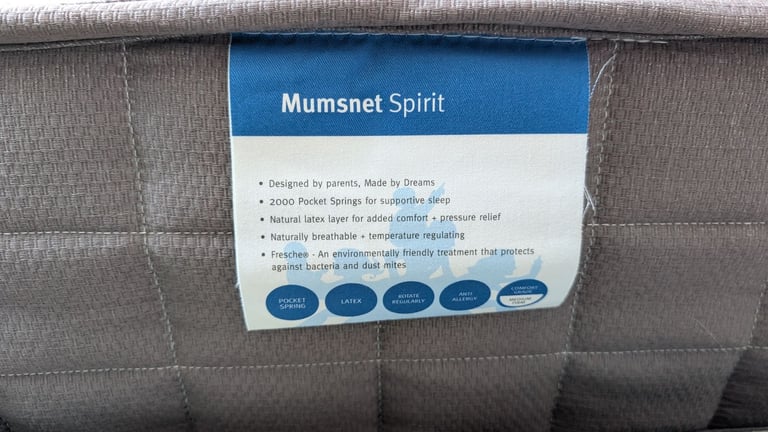 Mumsnet Spirit
• Designed by parents, Made by Dreams
• 2000 Pocket Springs for supportive sleep
• Natural latex layer for added comfort + pressure relief
• Naturally breathable + temperature regulating
• Fresche® - An environmentally friendly treatment that protects
against bacteria and dust mites
POCKET
SPRING
LATEX
ROTATE
REGULARLY
ANTI
ALLERGY
COMFORT
GRADE
MEDIUM
FIRM